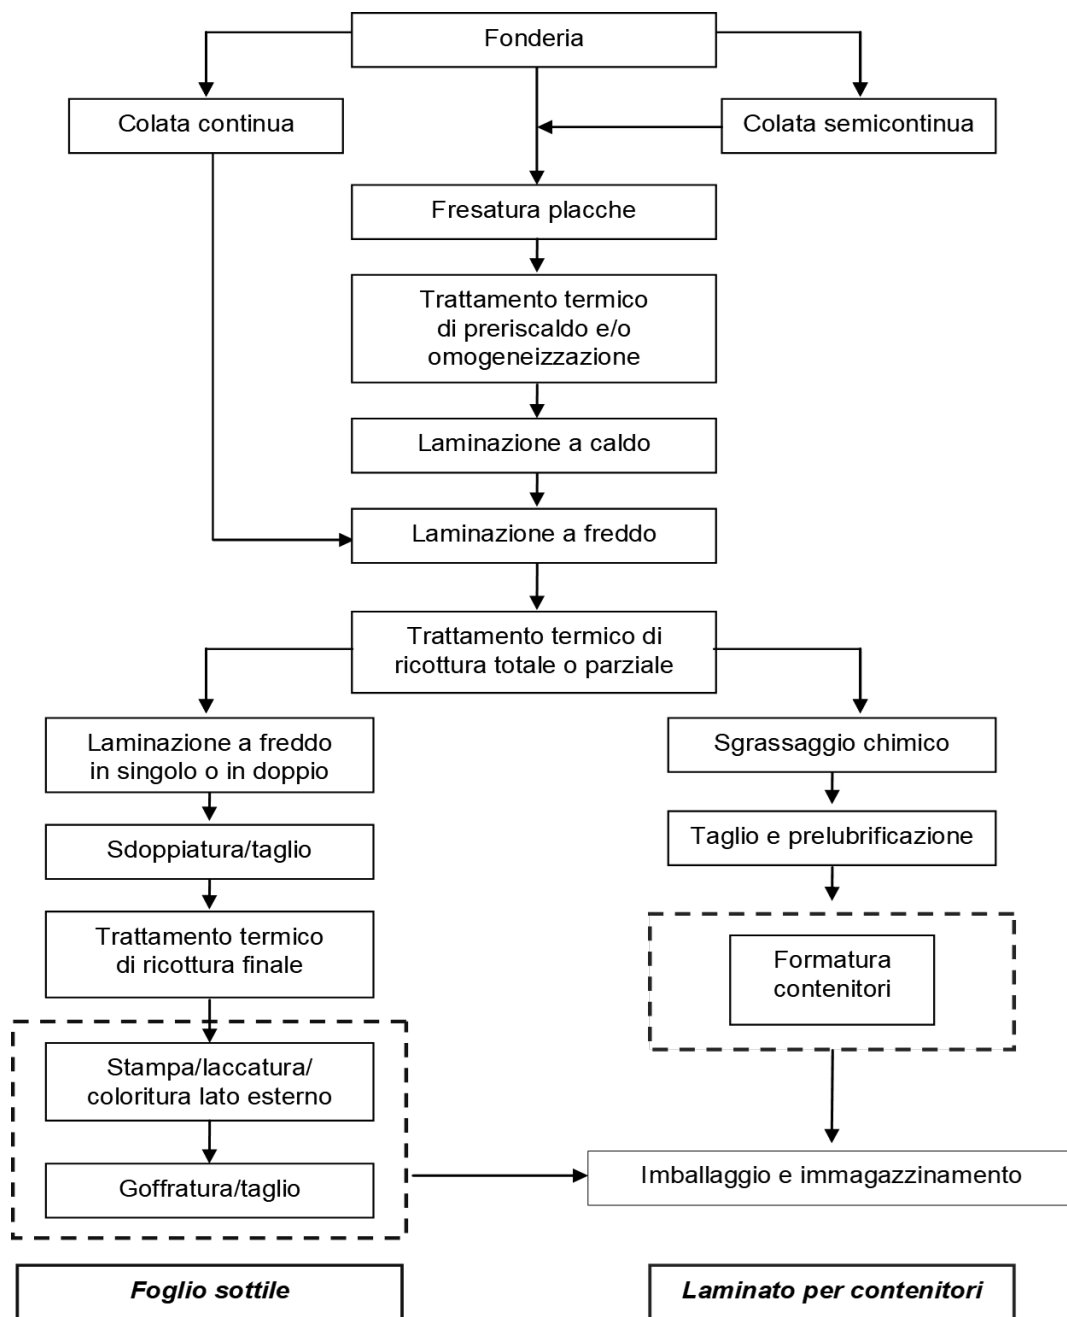 Fonderia
Colata continua
Colata semicontinua
Fresatura placche
Trattamento termico
di preriscaldo e/o
omogeneizzazione
Laminazione a caldo
Laminazione a freddo
Trattamento termico di
ricottura totale o parziale
Laminazione a freddo
in singolo o in doppio
Sdoppiatura/taglio
Trattamento termico
di ricottura finale
Stampa/laccatura/
coloritura lato esterno
Goffratura/taglio
Sgrassaggio chimico
Taglio e prelubrificazione
Formatura
contenitori
Imballaggio e immagazzinamento
Foglio sottile
Laminato per contenitori